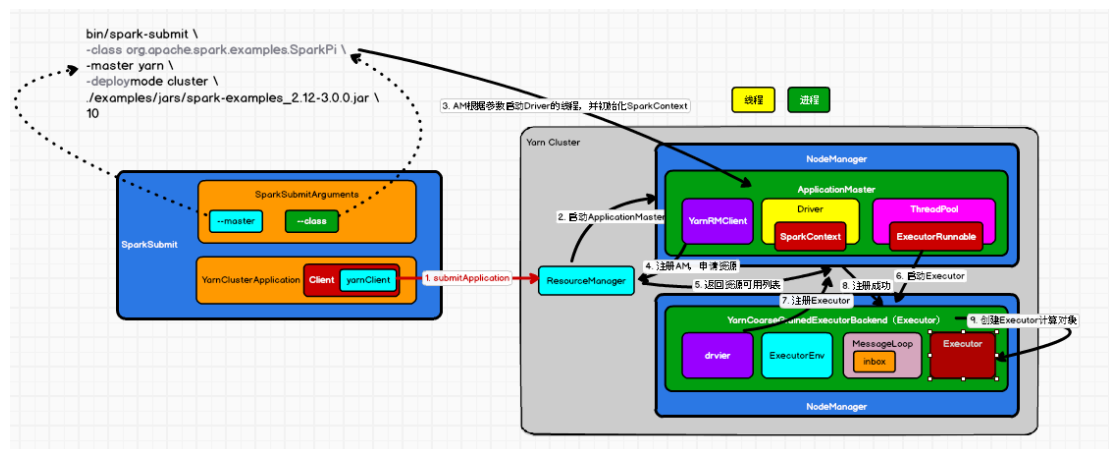 bin/spark-submit \
-class org.apache.spark.examples.SparkPi \
-master yarn \
-deploymode cluster \
./examples/jars/spark-examples_2.12-3.0.0.jar \
10
3. AM根据参数启动Driver的线程，并初始化SparkContext
线程
进程
Yarn Cluster
NodeManager
ApplicationMaster
YarnRMClient
Driver
SparkContext
ThreadPool
ExecutorRunnable
SparkSubmit
SparkSubmitArguments
--master
--class
YarnClusterApplication
Client
yarnClient
1. submitApplication
2. 启动ApplicationMaster
ResourceManager
4. 注册AM，申请资源
5. 返回资源可用列表
6. 启动Executor
7. 注册Executor
8. 注册成功
YarnCoarseGrainedExecutorBackend（Executor）
9. 创建Executor计算对象
drvier
ExecutorEnv
MessageLoop
inbox
Executor
NodeManager